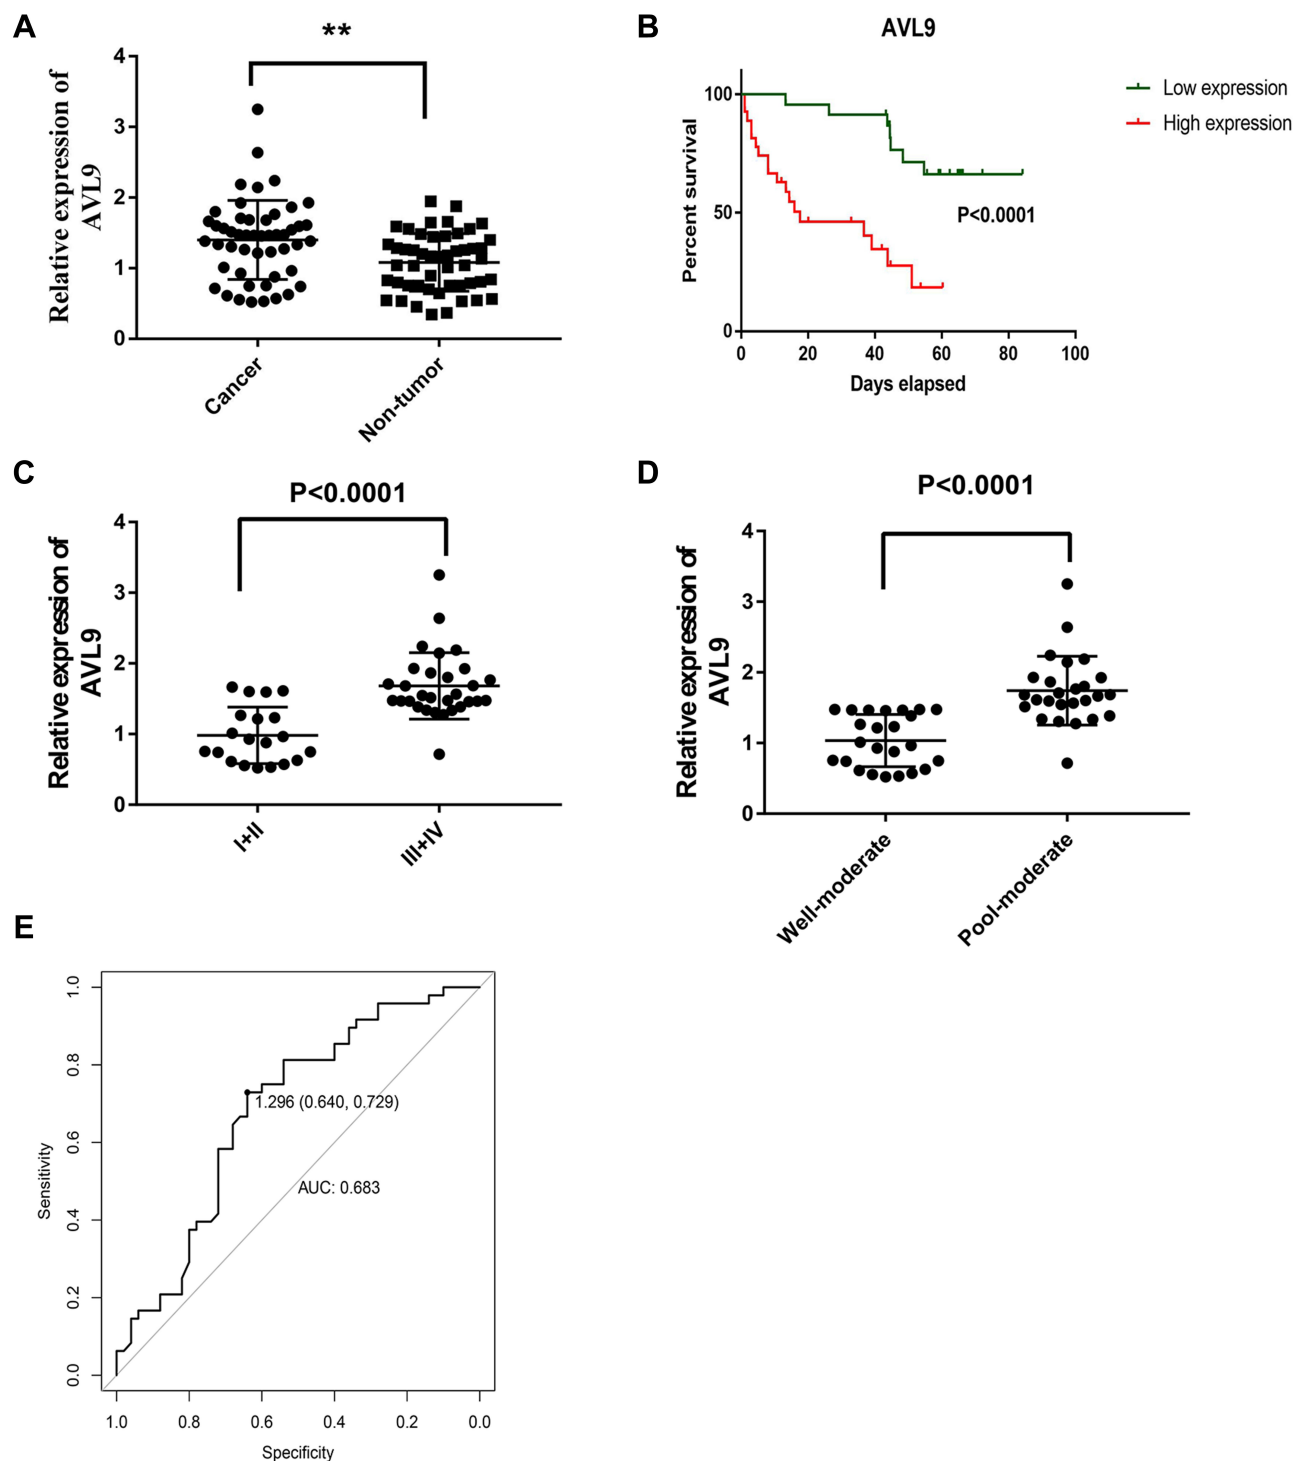 A
**
Relative expression of
AVL9
4
3
2
1
0
Cancer
Non-tumor
B
AVL9
Percent survival
100
50
0
0 20 40 60 80 100
Days elapsed
P<0.0001
Low expression
High expression
C
P<0.0001
Relative expression of
AVL9
4
3
2
1
0
I+II
III+IV
D
P<0.0001
Relative expression of
AVL9
4
3
2
1
0
Well-moderate
Pool-moderate
E
Sensitivity
1.0
0.8
0.6
0.4
0.2
0.0
1.296 (0.640, 0.729)
AUC: 0.683
1.0 0.8 0.6 0.4 0.2 0.0
Specificity